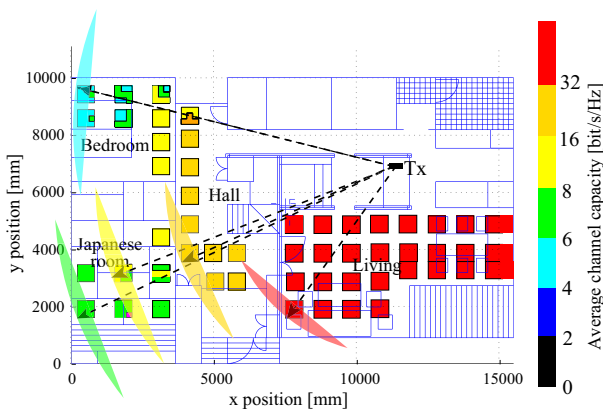 10000
8000
6000
4000
2000
0
y position [mm]
0
5000
10000
15000
x position [mm]
Bedroom
Hall
Tx
Japanese
room
Living
32
16
8
6
4
2
0
Average channel capacity [bit/s/Hz]